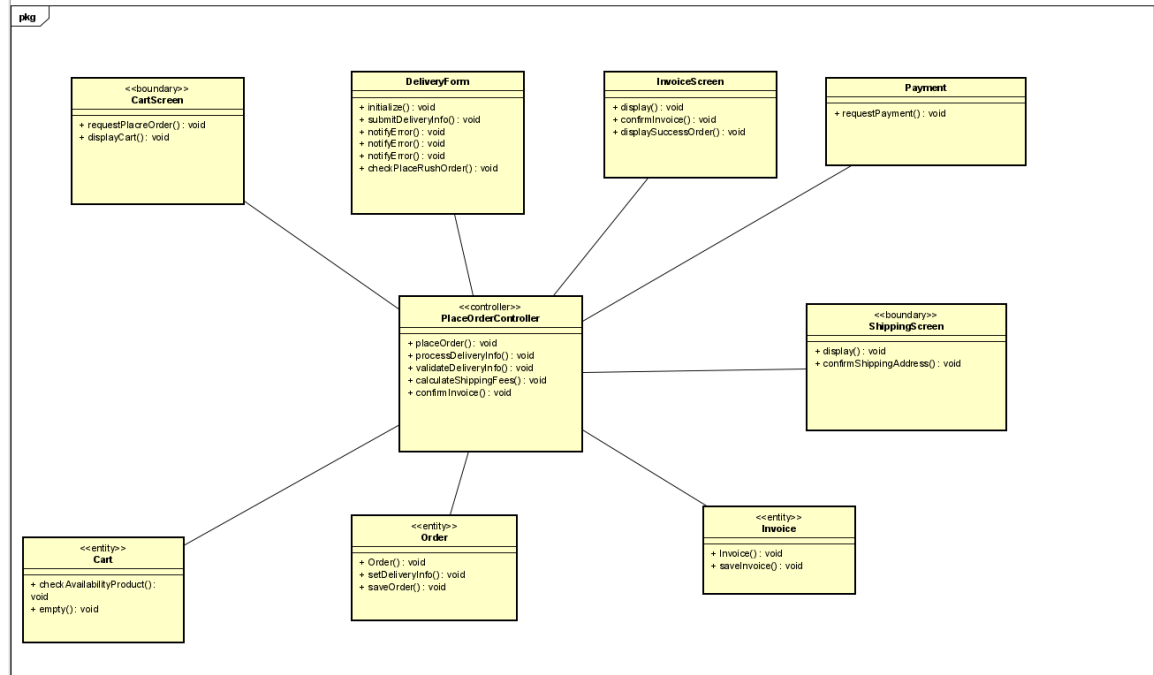 pkg
<<boundary>>
CartScreen
+ requestPlacreOrder() : void
+ displayCart() : void
DeliveryForm
+ initialize() : void
+ submitDeliveryInfo() : void
+ notifyError() : void
+ notifyError() : void
+ notifyError() : void
+ checkPlaceRushOrder() : void
InvoiceScreen
+ display() : void
+ confirmInvoice() : void
+ displaySuccessOrder() : void
Payment
+ requestPayment() : void
<<controller>>
PlaceOrderController
+ placeOrder() : void
+ processDeliveryInfo() : void
+ validateDeliveryInfo() : void
+ calculateShippingFees() : void
+ confirmInvoice() : void
<<boundary>>
ShippingScreen
+ display() : void
+ confirmShippingAddress() : void
<<entity>>
Cart
+ checkAvailabilityProduct() :
void
+ empty() : void
<<entity>>
Order
+ Order() : void
+ setDeliveryInfo() : void
+ saveOrder() : void
<<entity>>
Invoice
+ Invoice() : void
+ saveInvoice() : void